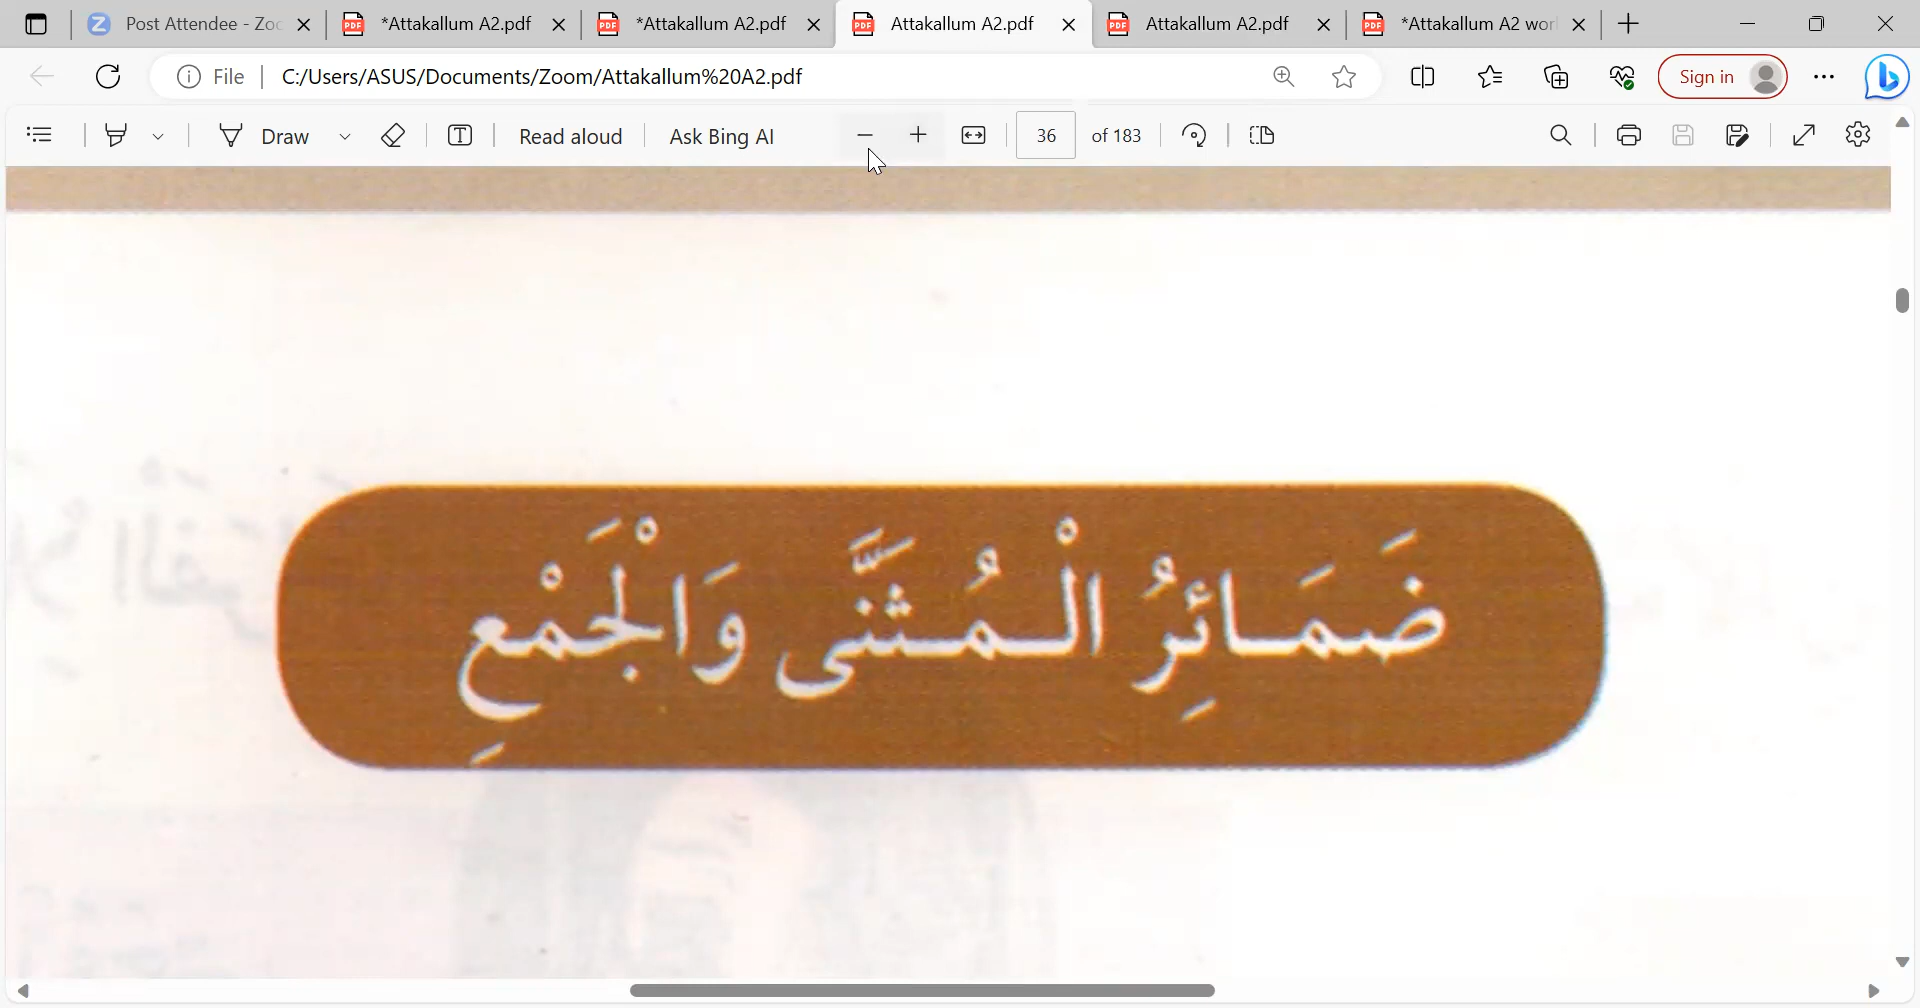 Post Attendee - Zoo
*Attakallum A2.pdf
*Attakallum A2.pdf
Attakallum A2.pdf
Attakallum A2.pdf
*Attakallum A2 wor
File
C:/Users/ASUS/Documents/Zoom/Attakallum%20A2.pdf
Sign in
Draw
Read aloud
Ask Bing AI
36 of 183
ضَمَائِرُ الْمُثَنَّى وَالْجَمْعِ